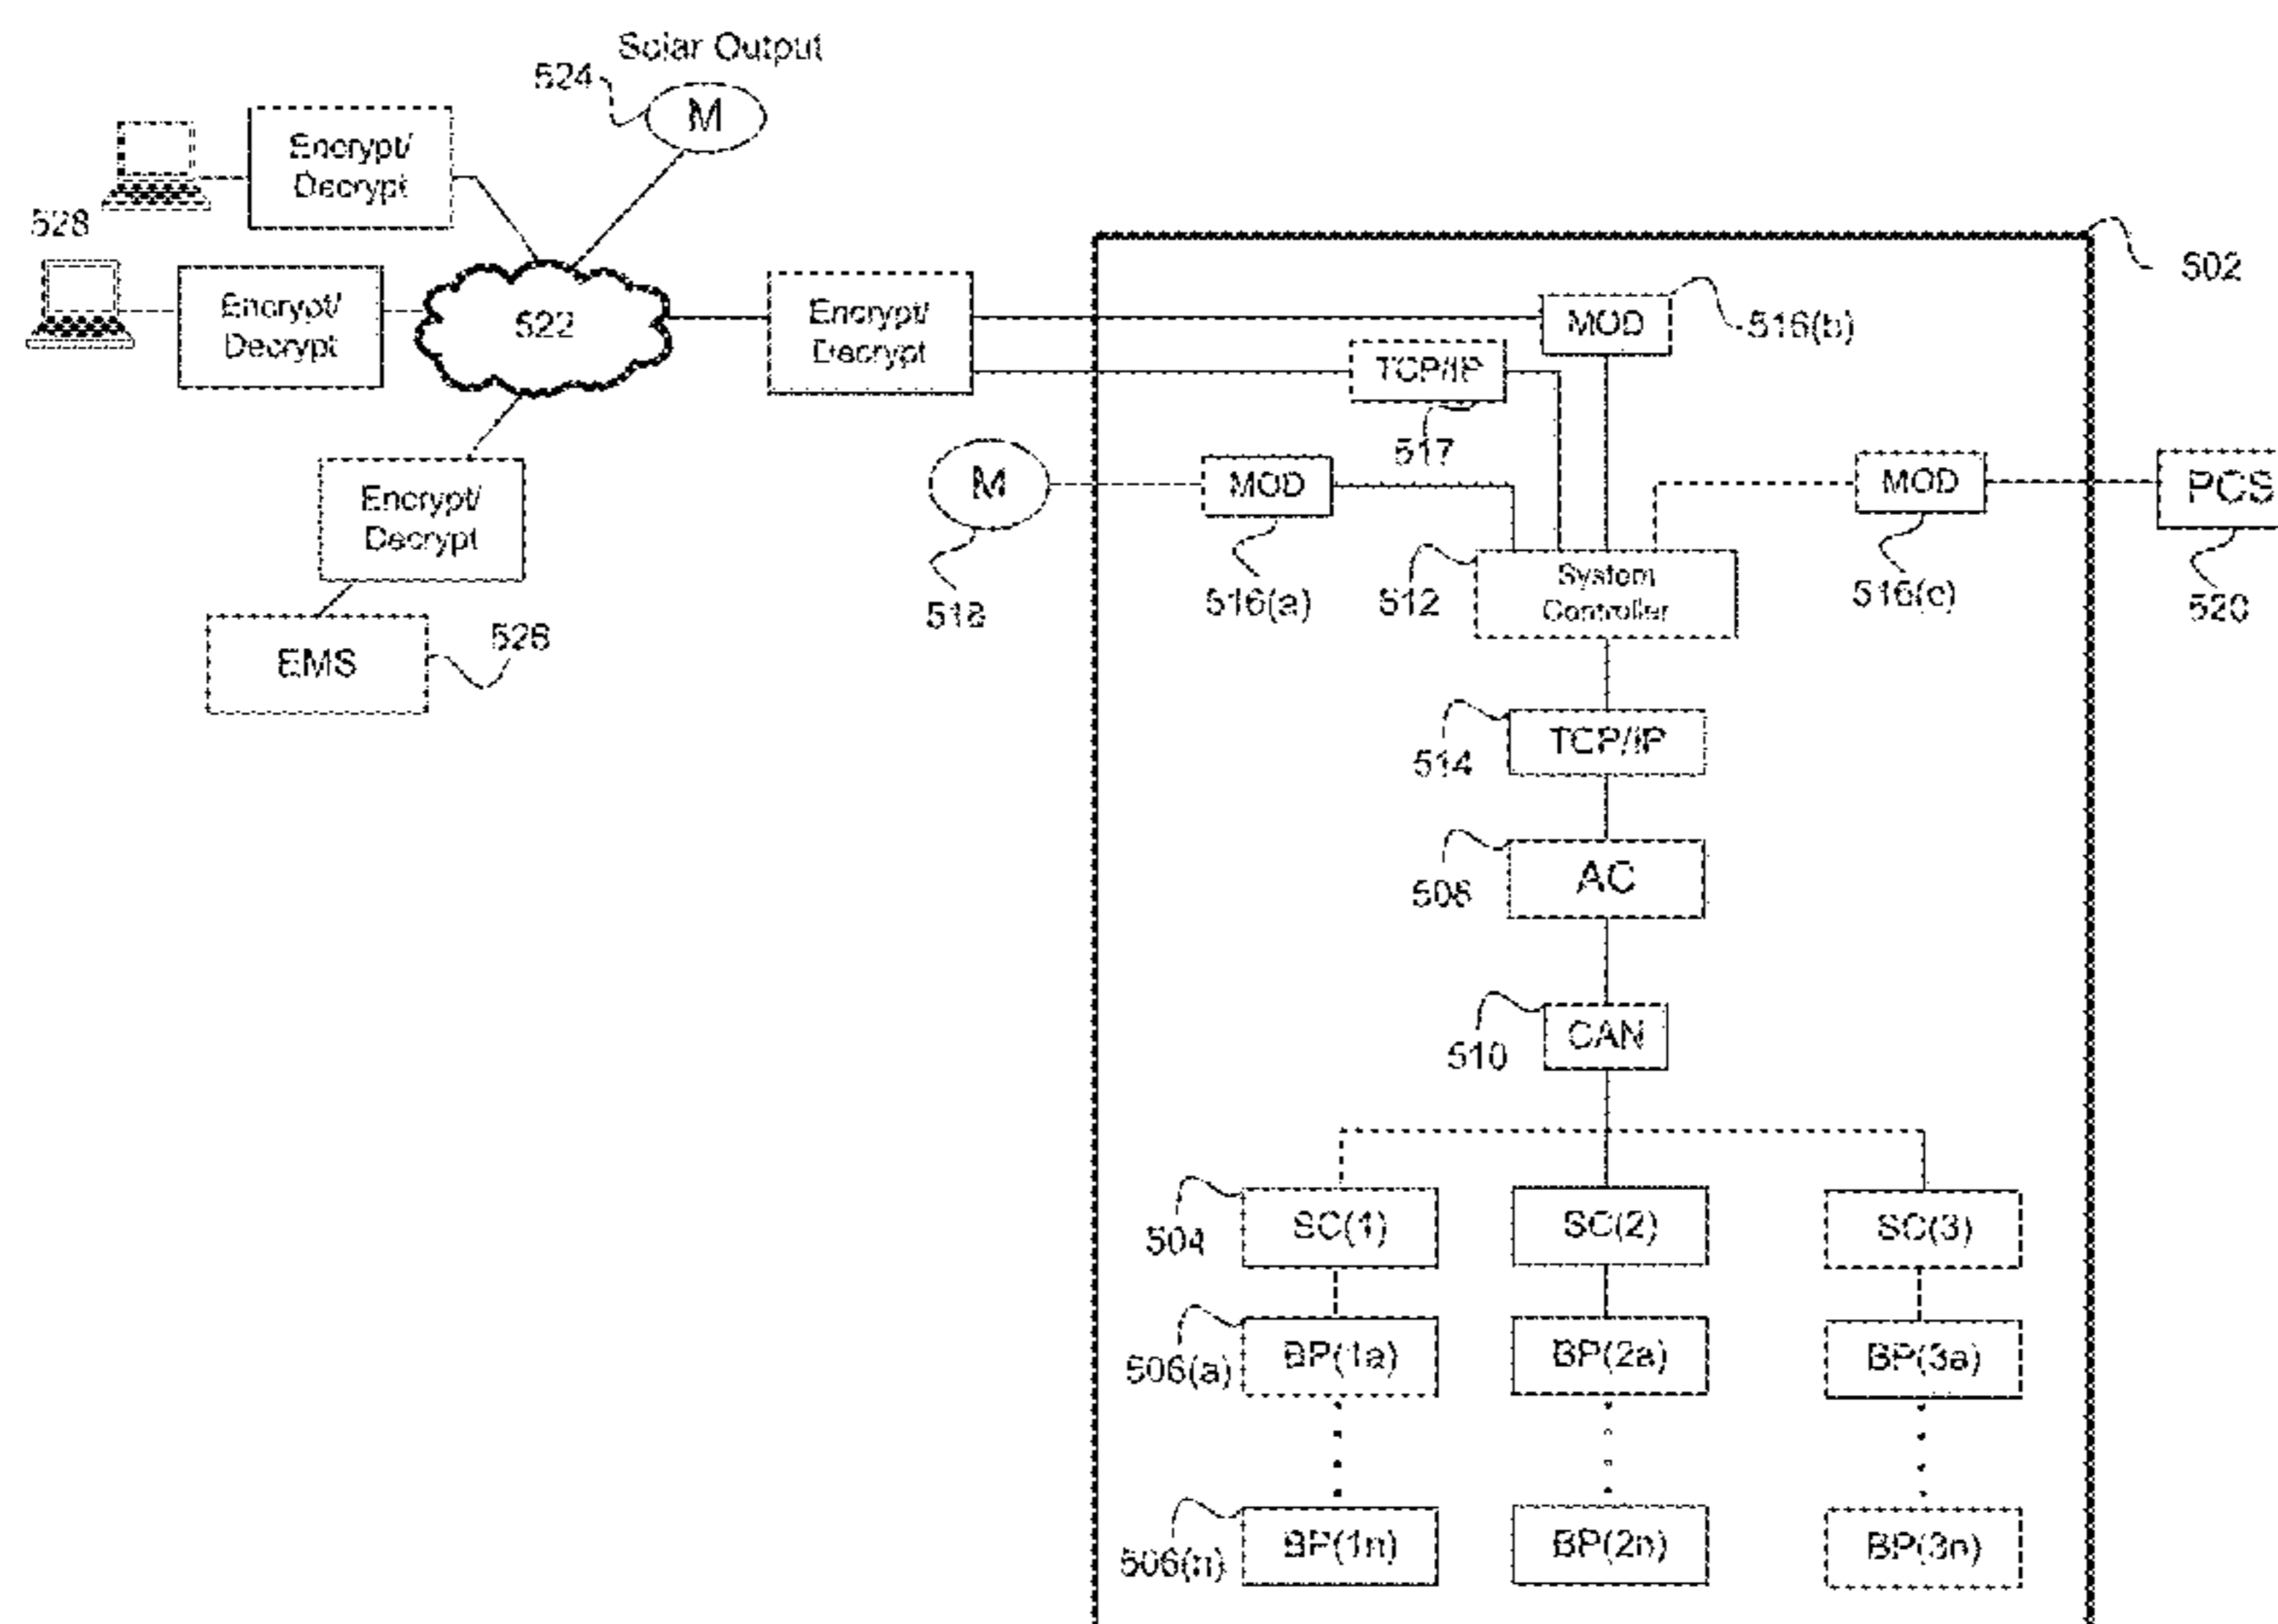 Solar Output
524
M
Encrypt/
Decrypt
528
Encrypt/
Decrypt
522
Encrypt/
Decrypt
MOD
516(b)
502
TCP/IP
517
M
518
MOD
516(a)
MOD
516(c)
PCS
520
Encrypt/
Decrypt
EMS
526
512
System
Controller
514
TCP/IP
508
AC
510
CAN
504
SC(1)
SC(2)
SC(3)
506(a)
BP(1a)
BP(2a)
BP(3a)
506(n)
BP(1n)
BP(2n)
BP(3n)